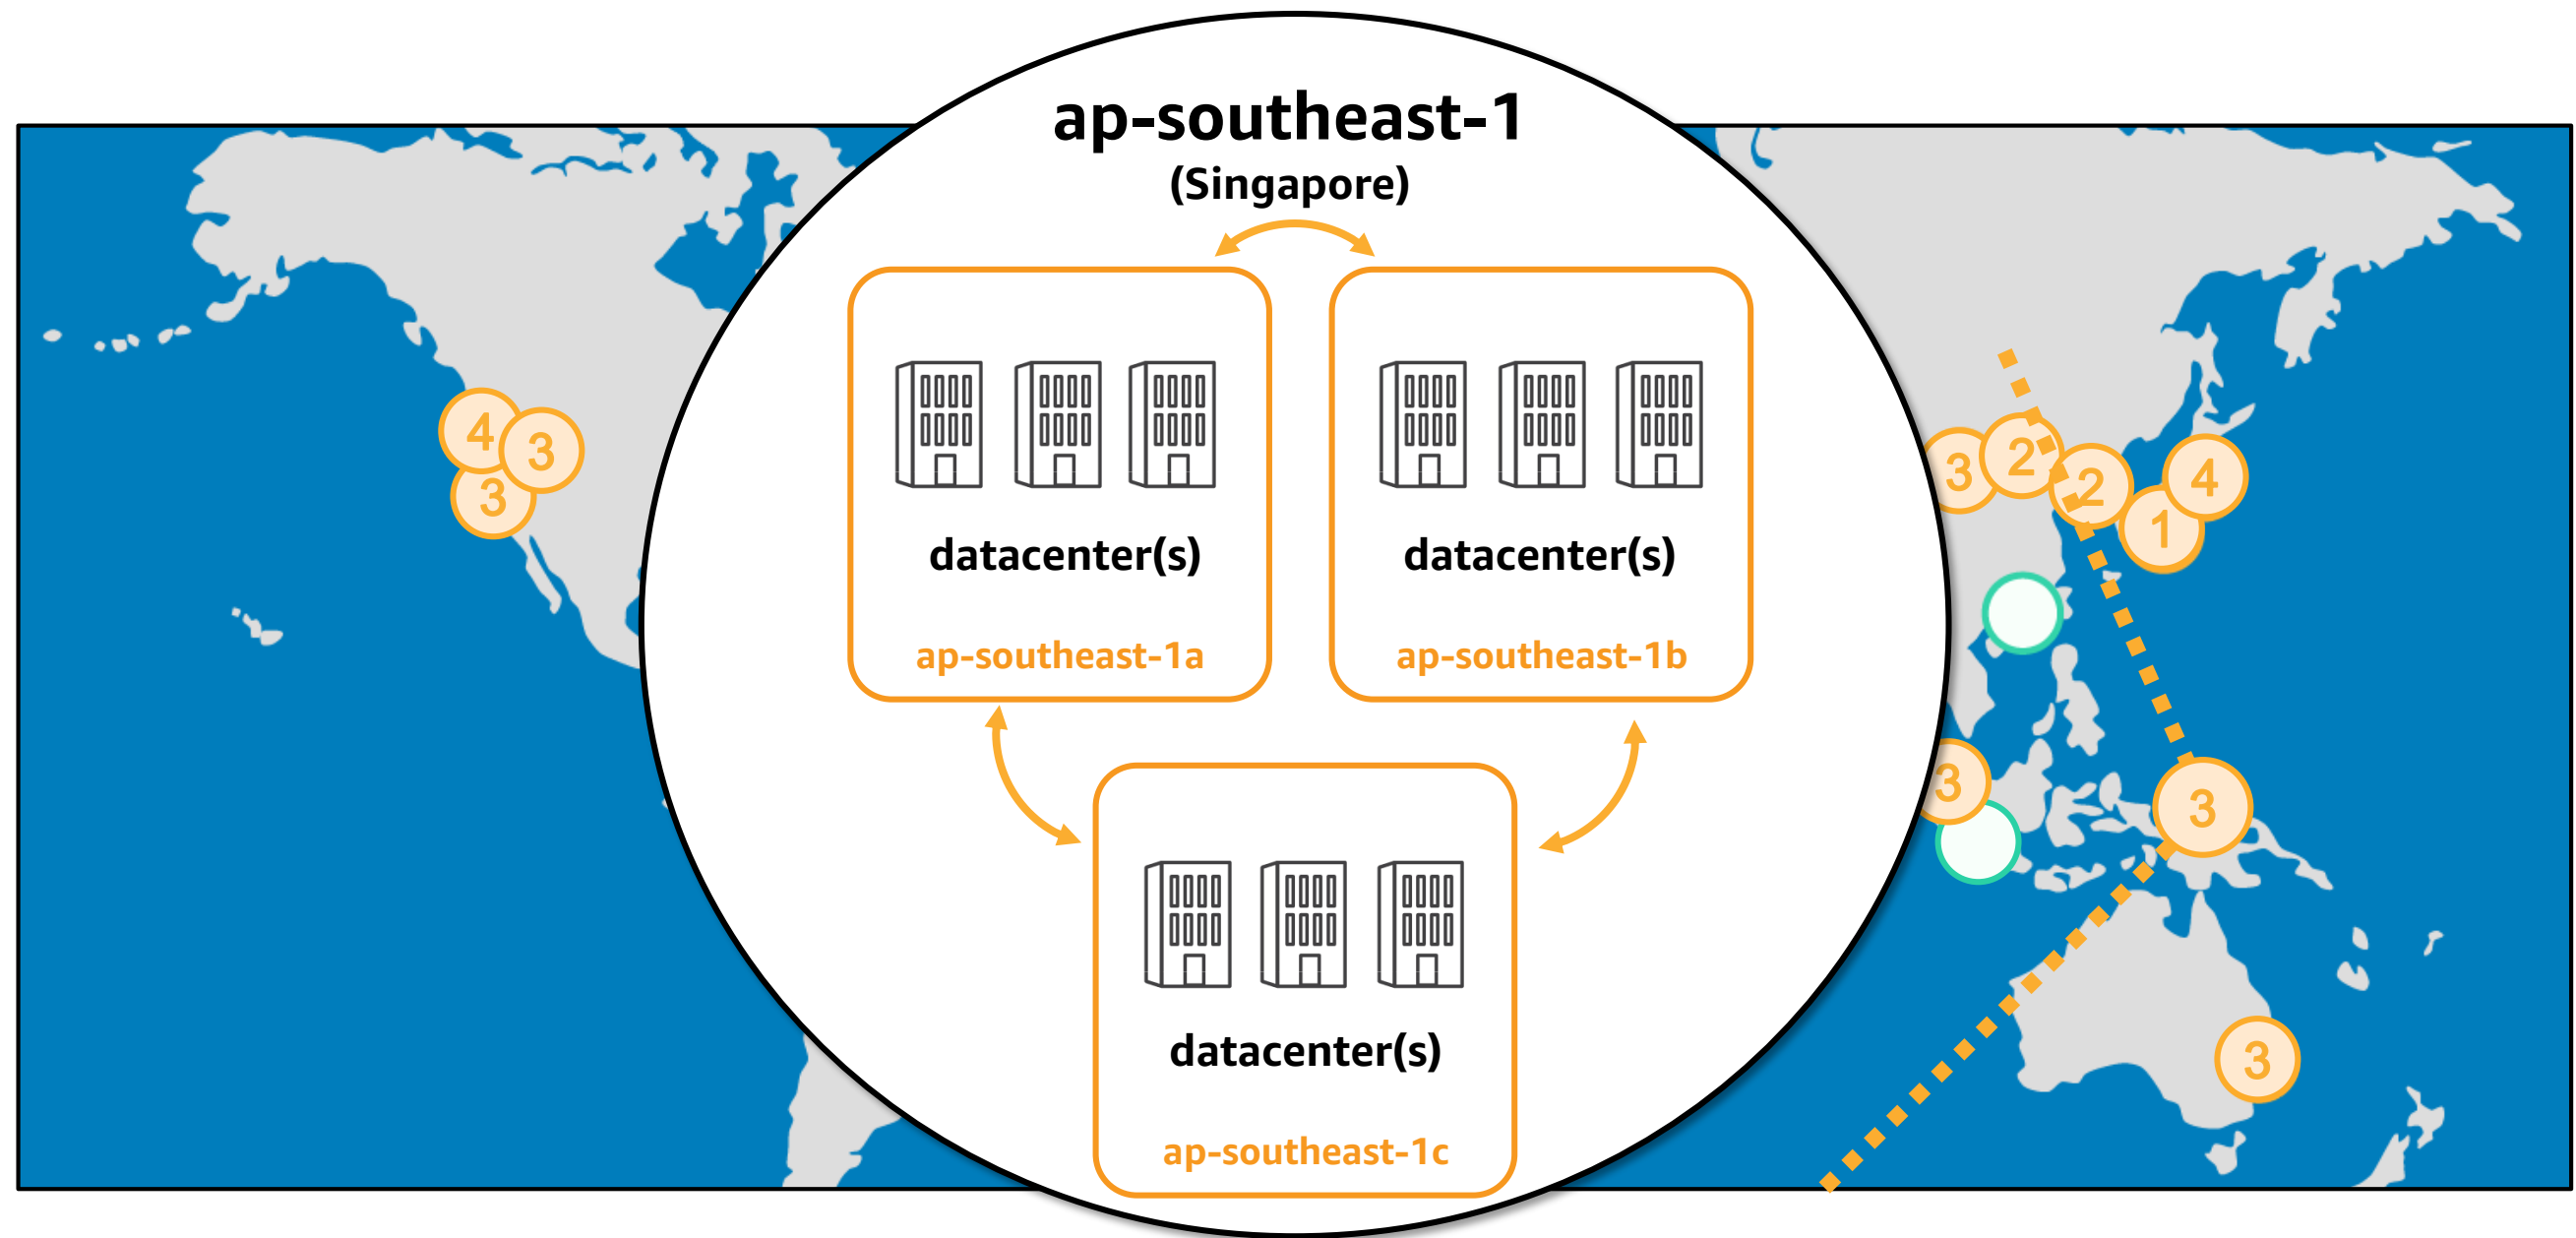 ap-southeast-1
(Singapore)
datacenter(s)
ap-southeast-1a
datacenter(s)
ap-southeast-1b
datacenter(s)
ap-southeast-1c
4
3
3
3
2
2
4
1
3
3
3